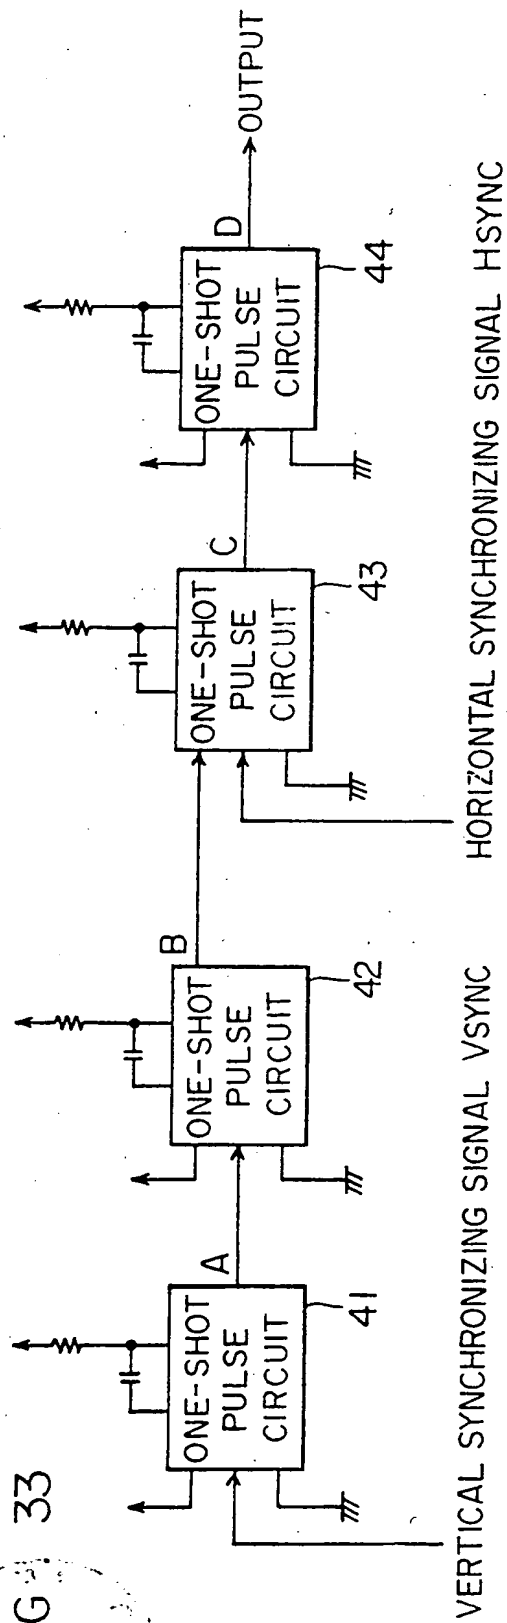 G 33
ONE-SHOT
PULSE
CIRCUIT
41
A
ONE-SHOT
PULSE
CIRCUIT
42
B
ONE-SHOT
PULSE
CIRCUIT
43
C
ONE-SHOT
PULSE
CIRCUIT
44
D
OUTPUT
VERTICAL SYNCHRONIZING SIGNAL VSYNC
HORIZONTAL SYNCHRONIZING SIGNAL HSYNC